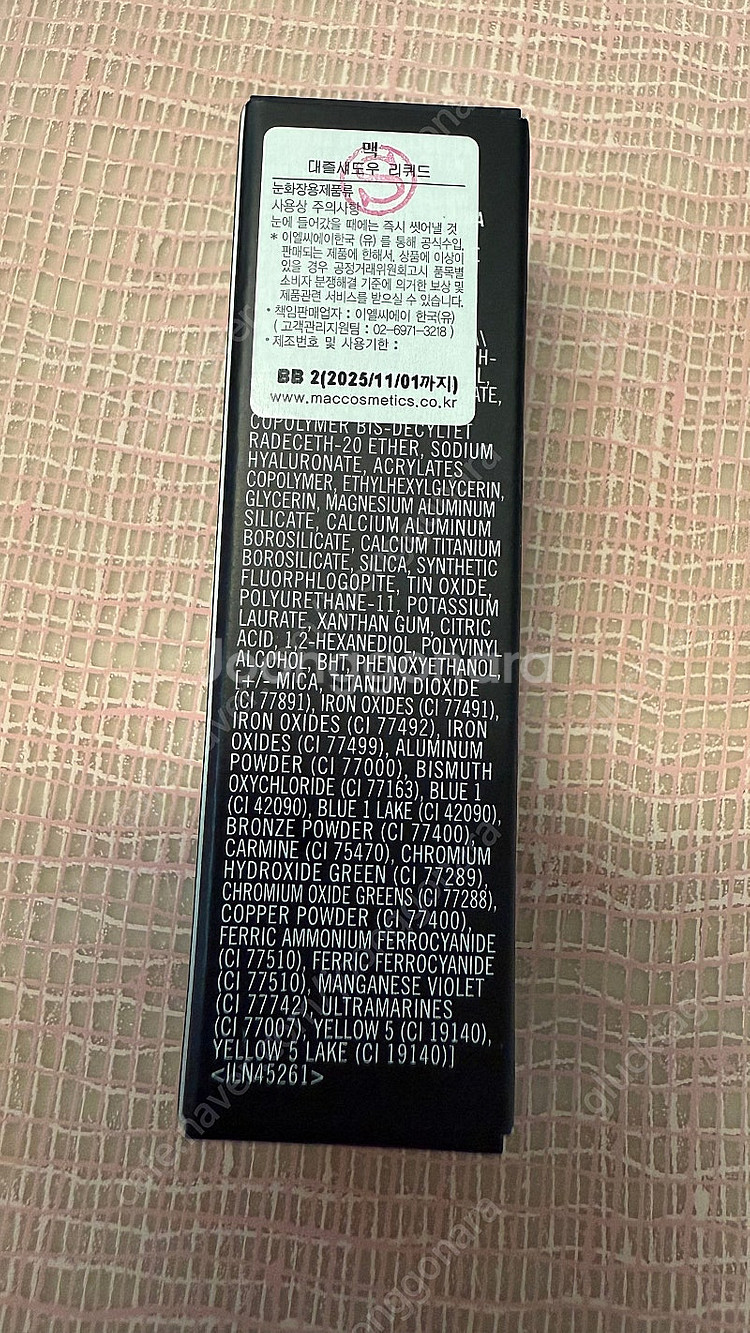 맥
대즐섀도우 리퀴드
눈화장용제품류
사용상 주의사항
눈에 들어갔을 때에는 즉시 씻어낼 것
* 이엘씨에이한국 (유) 를 통해 공식수입,
판매되는 제품에 한해서, 상품에 이상이
있을 경우 공정거래위원회고시 품목별
소비자 분쟁해결 기준에 의거한 보상 및
제품관련 서비스를 받으실 수 있습니다.
• 책임판매업자 : 이엘씨에이 한국(유)
( 고객관리지원팀 : 02-6971-3218 )
• 제조번호 및 사용기한 :
BB 2(2025/11/01까지)
www.maccosmetics.co.kr
COPOLYMER BIS-DECYLTET
RADECETH-20 ETHER, SODIUM
HYALURONATE, ACRYLATES
COPOLYMER, ETHYLHEXYLGLYCERIN,
GLYCERIN, MAGNESIUM ALUMINUM
SILICATE, CALCIUM ALUMINUM
BOROSILICATE, CALCIUM TITANIUM
BOROSILICATE, SILICA, SYNTHETIC
FLUORPHLOGOPITE, TIN OXIDE,
POLYURETHANE-11, POTASSIUM
LAURATE, XANTHAN GUM, CITRIC
ACID, 1,2-HEXANEDIOL, POLYVINYL
ALCOHOL, BHT, PHENOXYETHANOL,
[+/- MICA, TITANIUM DIOXIDE
(CI 77891), IRON OXIDES (CI 77491),
IRON OXIDES (CI 77492), IRON
OXIDES (CI 77499), ALUMINUM
POWDER (CI 77000), BISMUTH
OXYCHLORIDE (CI 77163), BLUE 1
(CI 42090), BLUE 1 LAKE (CI 42090),
BRONZE POWDER (CI 77400),
CARMINE (CI 75470), CHROMIUM
HYDROXIDE GREEN (CI 77289),
CHROMIUM OXIDE GREENS (CI 77288),
COPPER POWDER (CI 77400),
FERRIC AMMONIUM FERROCYANIDE
(CI 77510), FERRIC FERROCYANIDE
(CI 77510), MANGANESE VIOLET
(CI 77742), ULTRAMARINES
(CI 77007), YELLOW 5 (CI 19140),
YELLOW 5 LAKE (CI 19140)]
<ILN45261>
Joonggonara